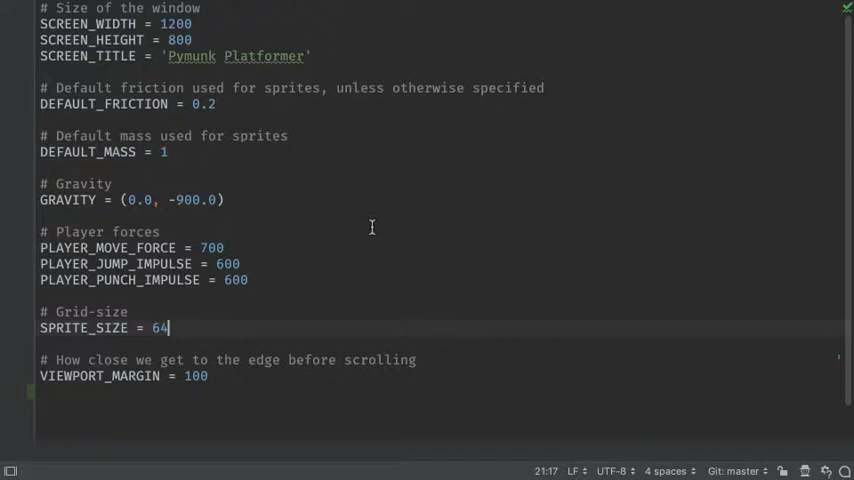 # Size of the window
SCREEN_WIDTH = 1200
SCREEN_HEIGHT = 800
SCREEN_TITLE = 'Pymunk Platformer'
# Default friction used for sprites, unless otherwise specified
DEFAULT_FRICTION = 0.2
# Default mass used for sprites
DEFAULT_MASS = 1
# Gravity
GRAVITY = (0.0, -900.0)
# Player forces
PLAYER_MOVE_FORCE = 700
PLAYER_JUMP_IMPULSE = 600
PLAYER_PUNCH_IMPULSE = 600
# Grid-size
SPRITE_SIZE = 64
# How close we get to the edge before scrolling
VIEWPORT_MARGIN = 100
21:17 LF UTF-8 4 spaces Git: master